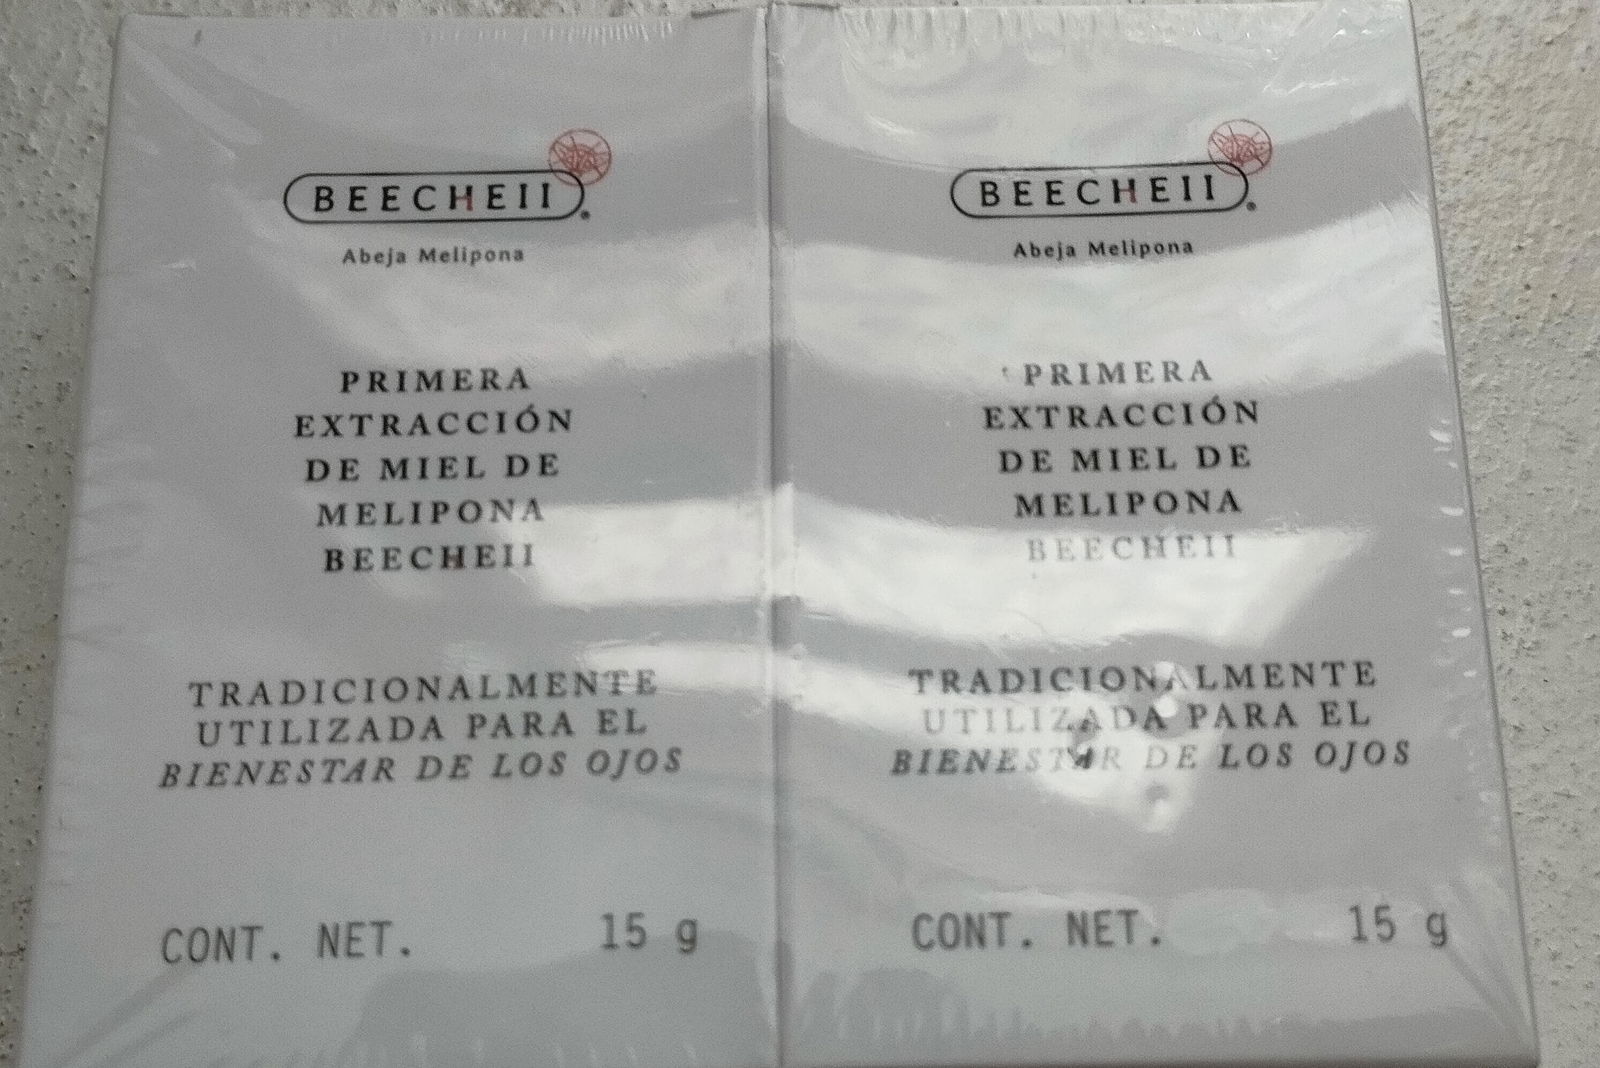 BEECHEII
Abeja Melipona
PRIMERA
EXTRACCIÓN
DE MIEL DE
MELIPONA
BEECHEII
TRADICIONALMENTE
UTILIZADA PARA EL
BIENESTAR DE LOS OJOS
CONT. NET. 15 g
BEECHEII
Abeja Melipona
PRIMERA
EXTRACCIÓN
DE MIEL DE
MELIPONA
BEECHEII
TRADICIONALMENTE
UTILIZADA PARA EL
BIENESTAR DE LOS OJOS
CONT. NET. 15 g